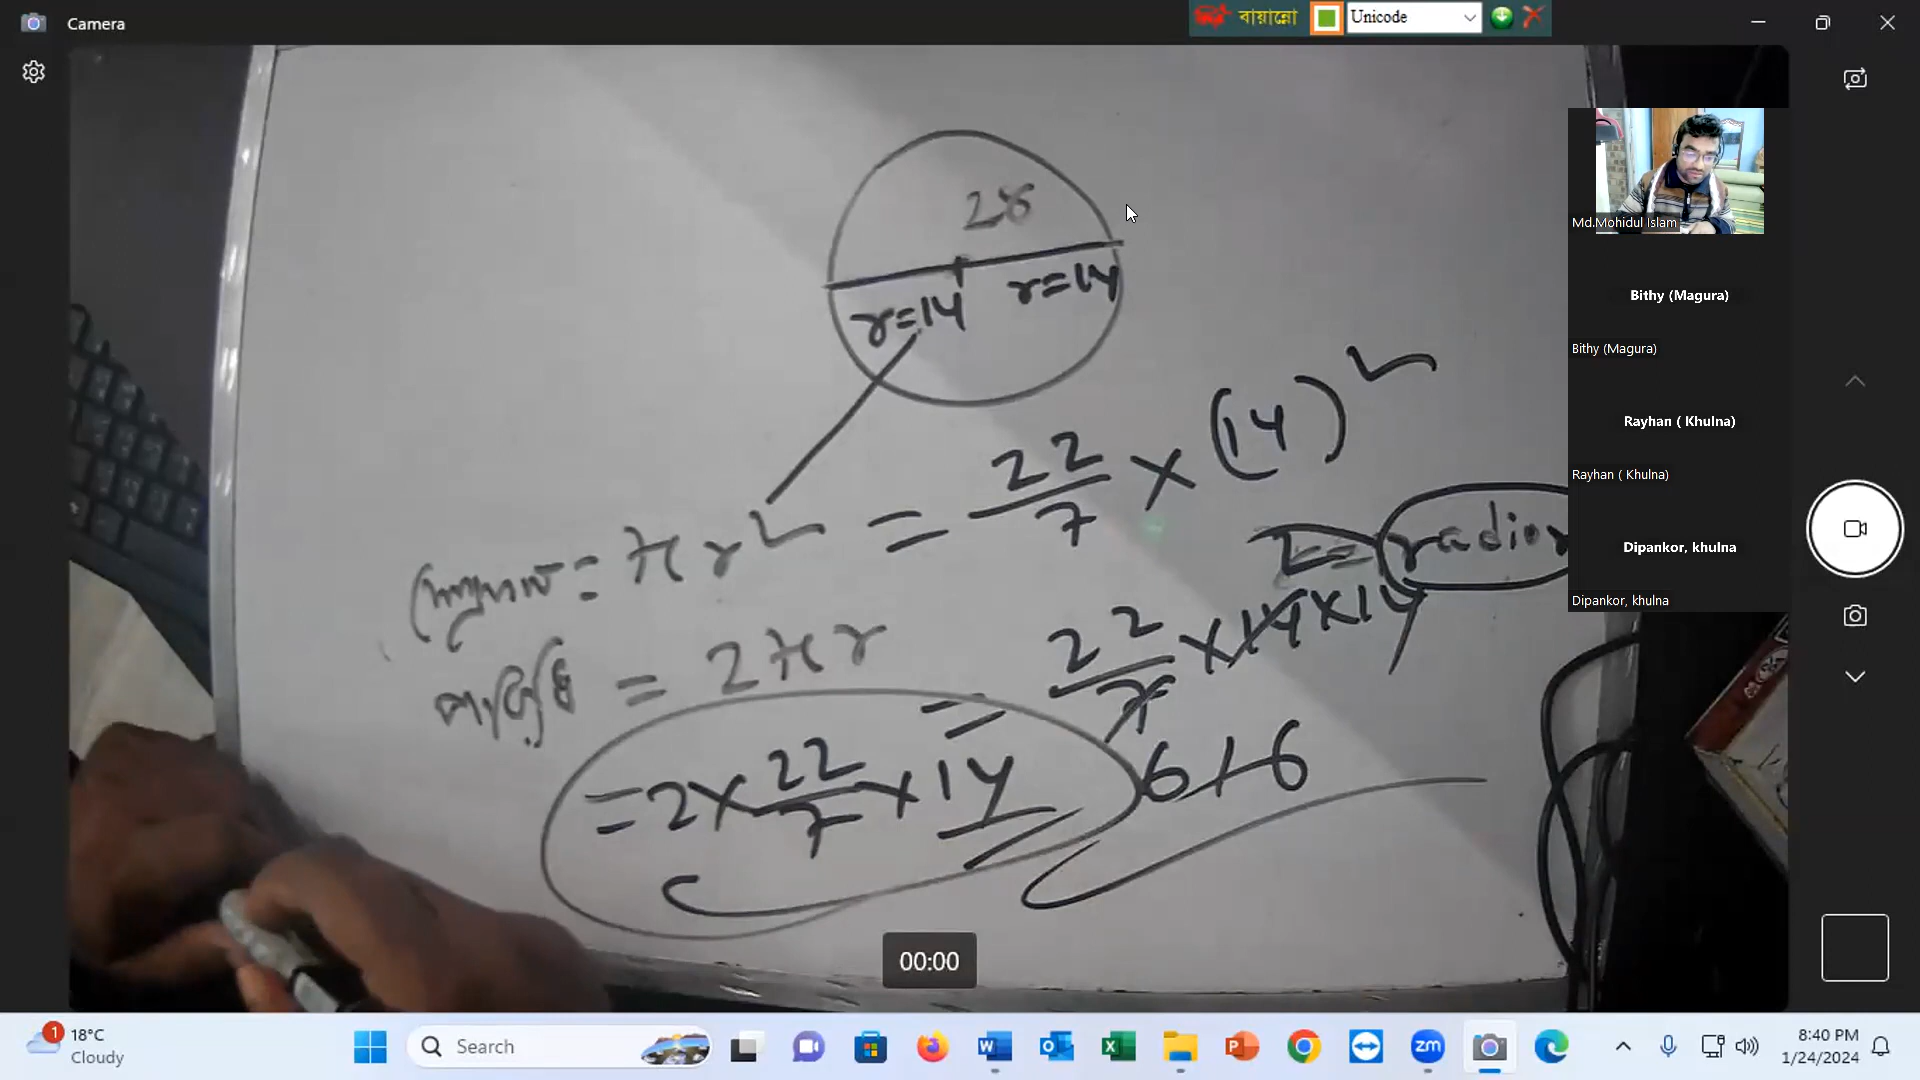 Camera
বায়ান্নো
Unicode
28
r=14 r=14
ক্ষেত্রফল = πr² = 22/7 × (14)²
r = radius
পরিধি = 2πr
= 22/7 × 14 × 14
= 2 × 22/7 × 14
616
Md.Mohidul Islam
Bithy (Magura)
Bithy (Magura)
Rayhan ( Khulna)
Rayhan ( Khulna)
Dipankor, khulna
Dipankor, khulna
00:00
1
18°C
Cloudy
Search
zm
8:40 PM
1/24/2024